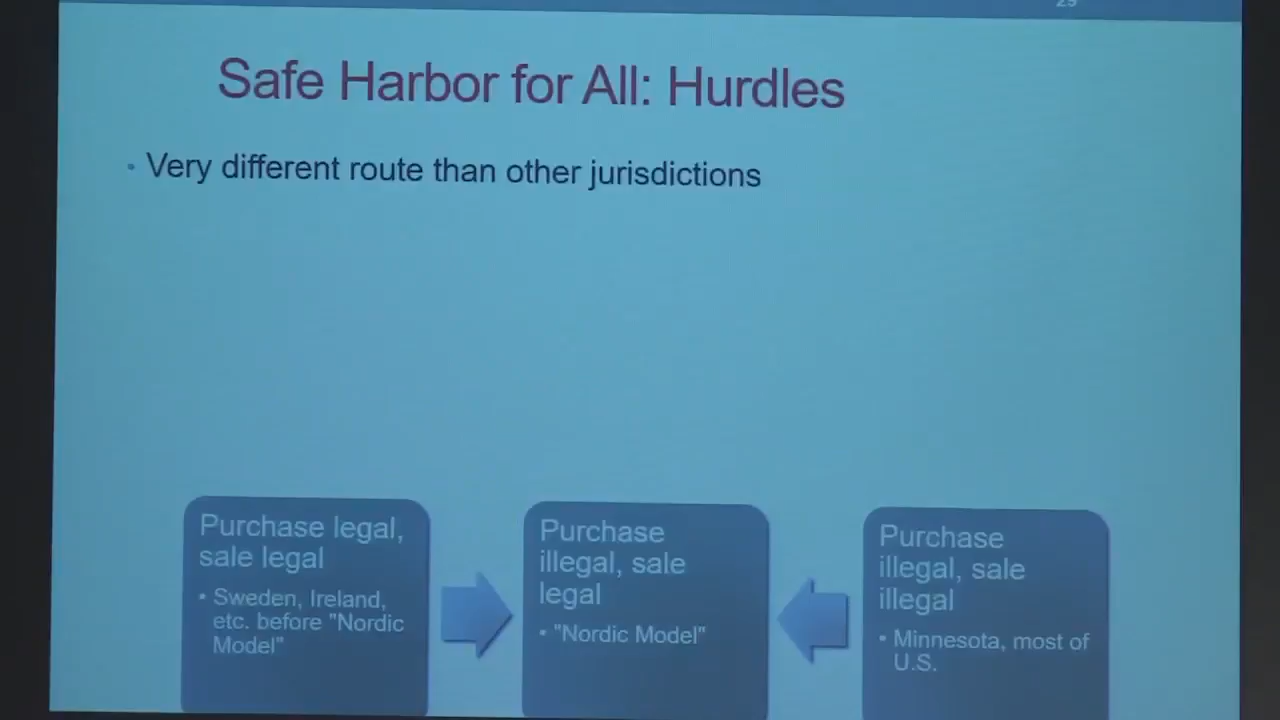 Safe Harbor for All: Hurdles
• Very different route than other jurisdictions
Purchase legal,
sale legal
• Sweden, Ireland,
etc. before "Nordic
Model"
Purchase
illegal, sale
legal
• "Nordic Model"
Purchase
illegal, sale
illegal
• Minnesota, most of
U.S.